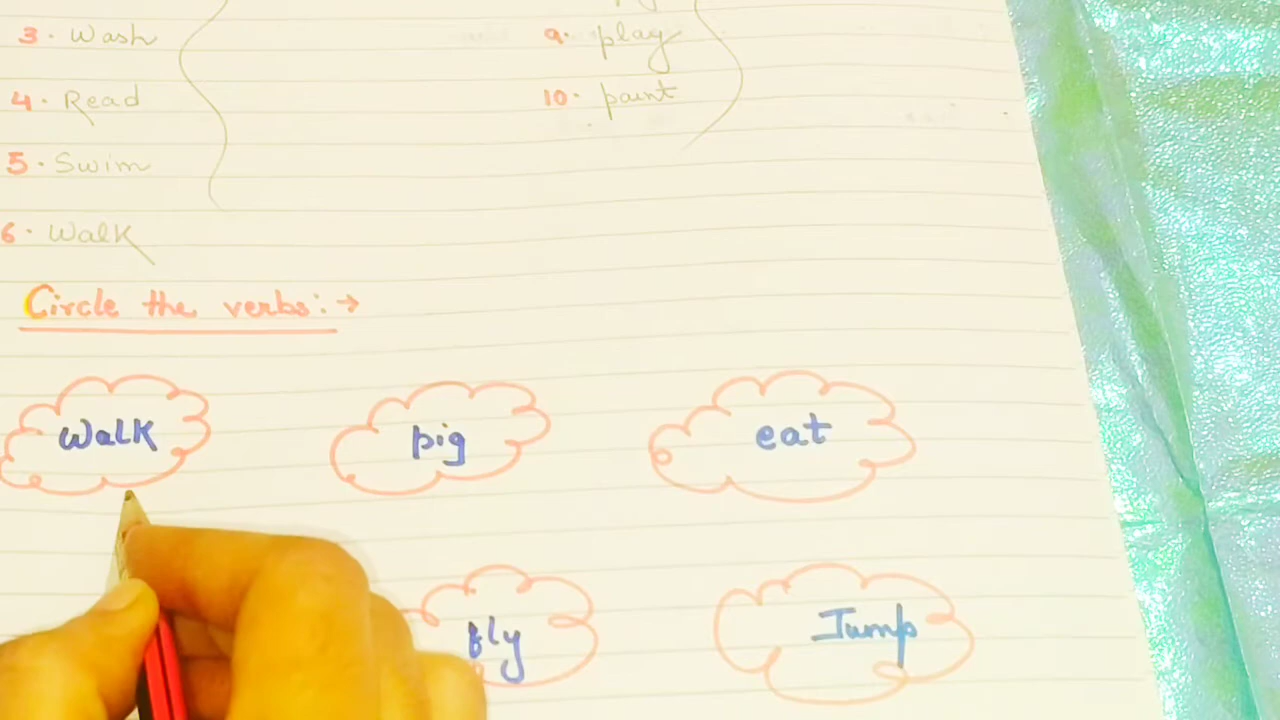 3. Wash
9. play
4. Read
10. paint
5. Swim
6. Walk
Circle the verbs:→
Walk pig eat
fly Jump